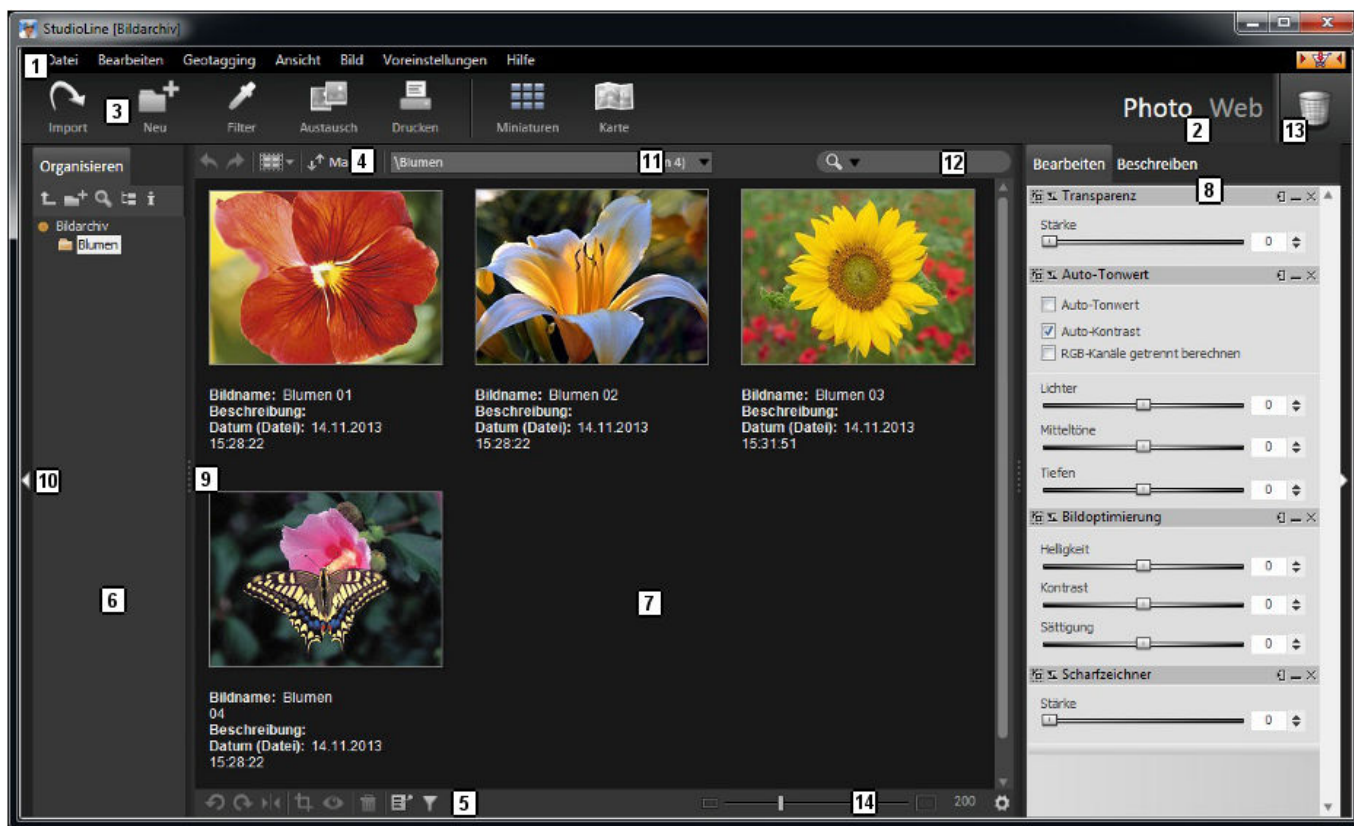 StudioLine [Bildarchiv]
1
Datei Bearbeiten Geotagging Ansicht Bild Voreinstellungen Hilfe
3
Import Neu Filter Austausch Drucken Miniaturen Karte
Photo Web
2
13
Organisieren
4
\Blumen
11
4)
12
Bearbeiten Beschreiben
8
Bildarchiv
Blumen
Bildname: Blumen 01
Beschreibung:
Datum (Datei): 14.11.2013
15:28:22
Bildname: Blumen 02
Beschreibung:
Datum (Datei): 14.11.2013
15:28:22
Bildname: Blumen 03
Beschreibung:
Datum (Datei): 14.11.2013
15:31:51
10
9
6
7
Bildname: Blumen
04
Beschreibung:
Datum (Datei): 14.11.2013
15:28:22
5
14
200
Transparenz
Stärke
0
Auto-Tonwert
Auto-Tonwert
Auto-Kontrast
RGB-Kanäle getrennt berechnen
Lichter
0
Mitteltöne
0
Tiefen
0
Bildoptimierung
Helligkeit
0
Kontrast
0
Sättigung
0
Scharfzeichner
Stärke
0